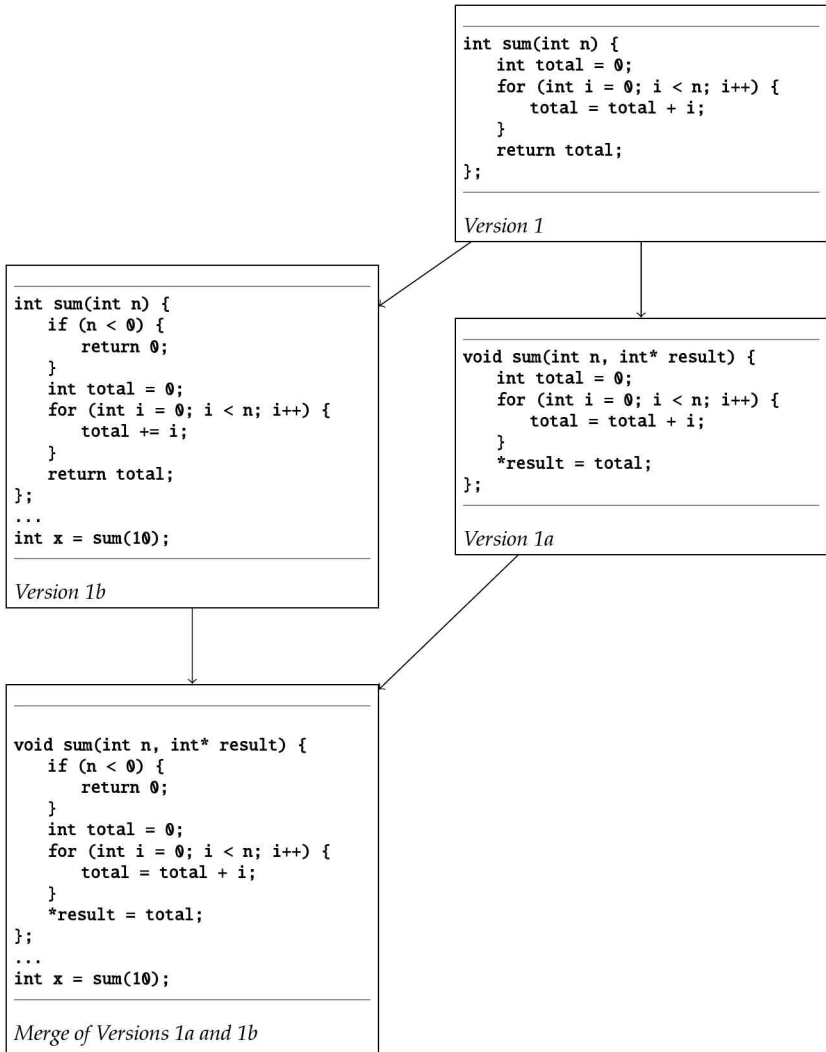 int sum(int n) {
    int total = 0;
    for (int i = 0; i < n; i++) {
        total = total + i;
    }
    return total;
};
Version 1
int sum(int n) {
    if (n < 0) {
        return 0;
    }
    int total = 0;
    for (int i = 0; i < n; i++) {
        total += i;
    }
    return total;
};
...
int x = sum(10);
Version 1b
void sum(int n, int* result) {
    int total = 0;
    for (int i = 0; i < n; i++) {
        total = total + i;
    }
    *result = total;
};
Version 1a
void sum(int n, int* result) {
    if (n < 0) {
        return 0;
    }
    int total = 0;
    for (int i = 0; i < n; i++) {
        total = total + i;
    }
    *result = total;
};
...
int x = sum(10);
Merge of Versions 1a and 1b